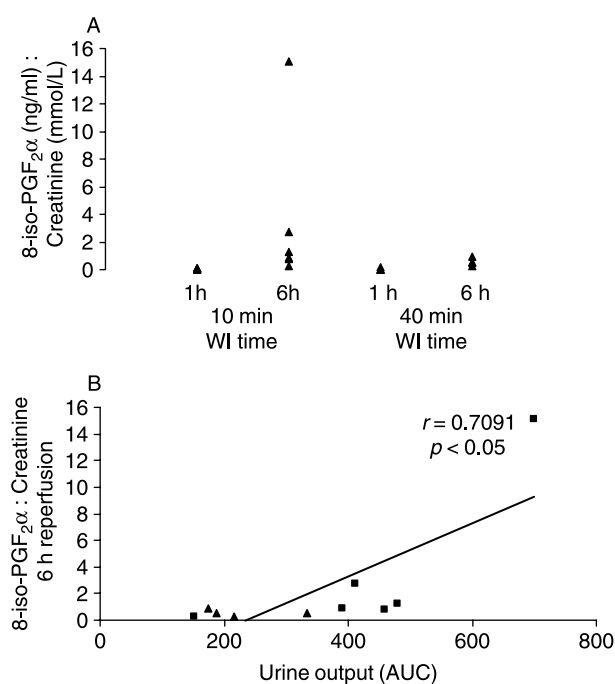 A
8-iso-PGF₂α (ng/ml) :
Creatinine (mmol/L)
16
14
12
10
8
6
4
2
0
1h 6h 1 h 6 h
10 min 40 min
WI time WI time
B
8-iso-PGF₂α : Creatinine
6 h reperfusion
16
14
12
10
8
6
4
2
0
r = 0.7091
p < 0.05
0 200 400 600 800
Urine output (AUC)